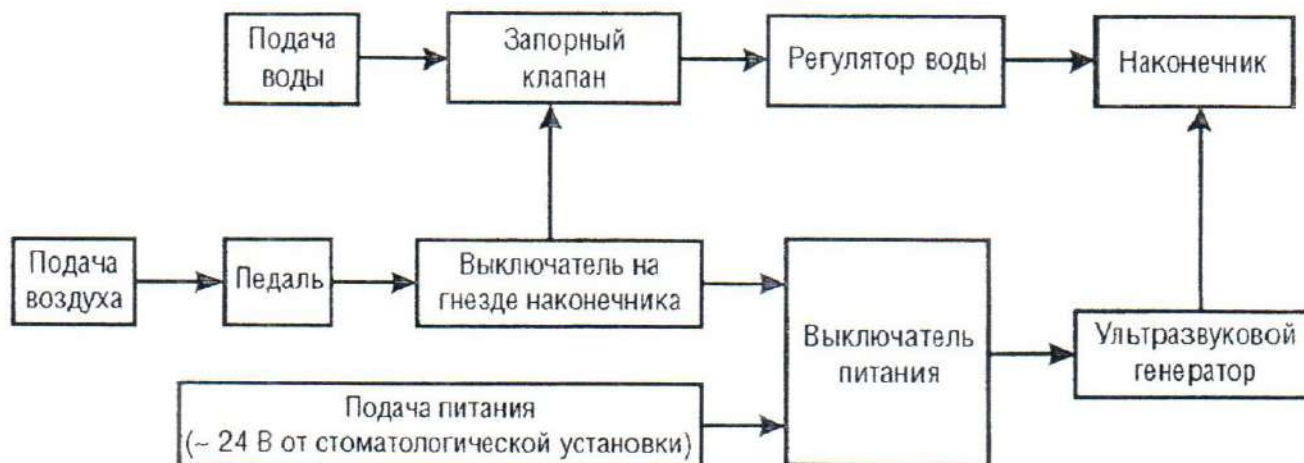 Подача
воды
Запорный
клапан
Регулятор воды
Наконечник
Подача
воздуха
Педаль
Выключатель на
гнезде наконечника
Выключатель
питания
Ультразвуковой
генератор
Подача питания
(~ 24 В от стоматологической установки)